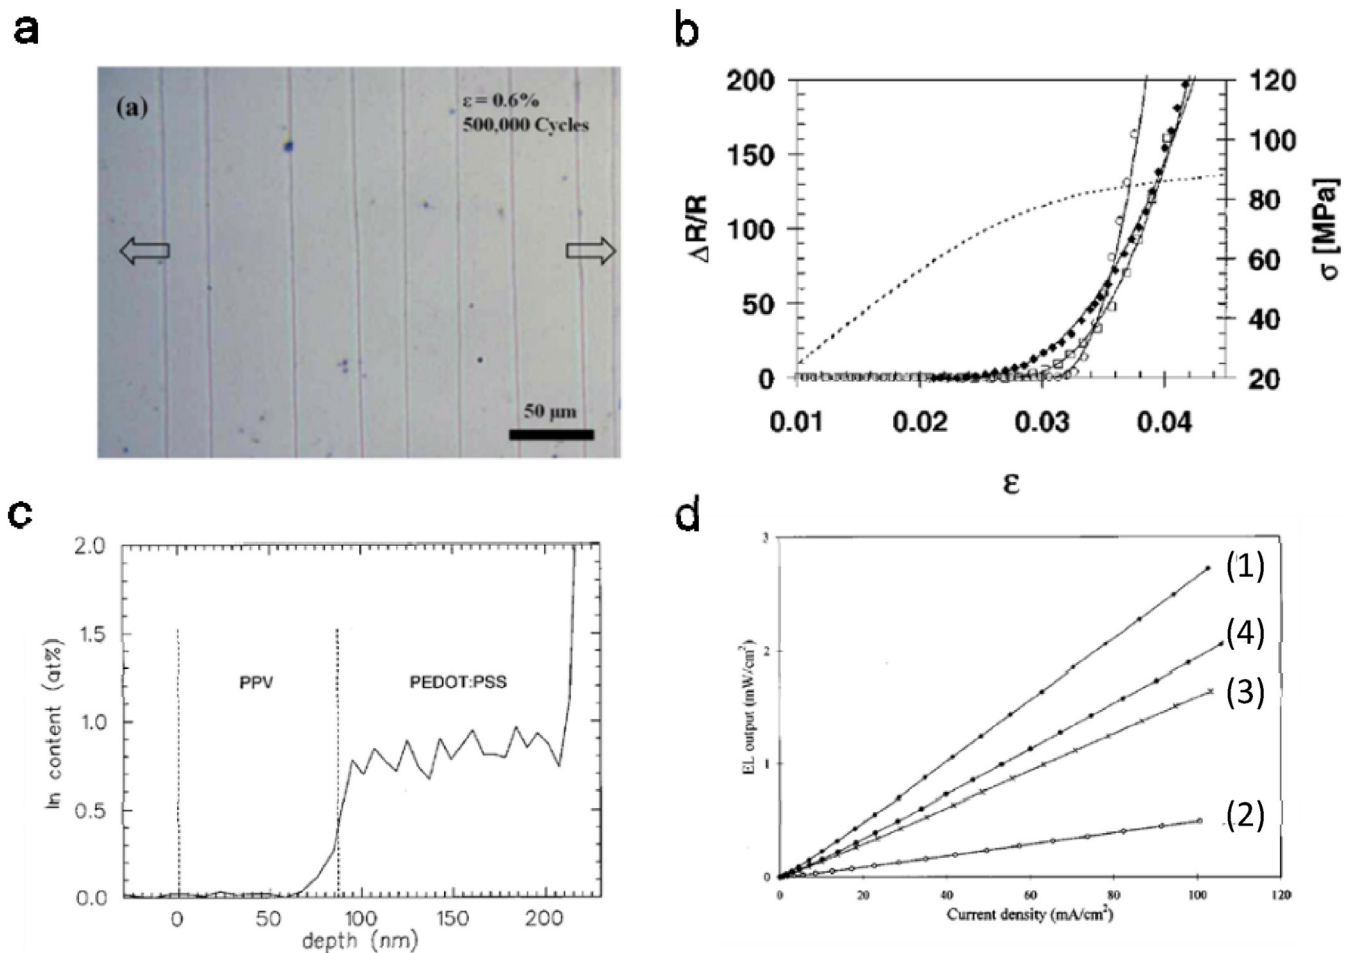 a
(a)
ε = 0.6%
500,000 Cycles
50 µm
b
200
150
100
50
0
ΔR/R
120
100
80
60
40
20
σ [MPa]
0.01
0.02
0.03
0.04
ε
c
2.0
1.5
1.0
0.5
0.0
In content (at%)
PPV
PEDOT:PSS
0
50
100
150
200
depth (nm)
d
3
2
1
0
EL output (mW/cm²)
(1)
(4)
(3)
(2)
0
20
40
60
80
100
120
Current density (mA/cm²)